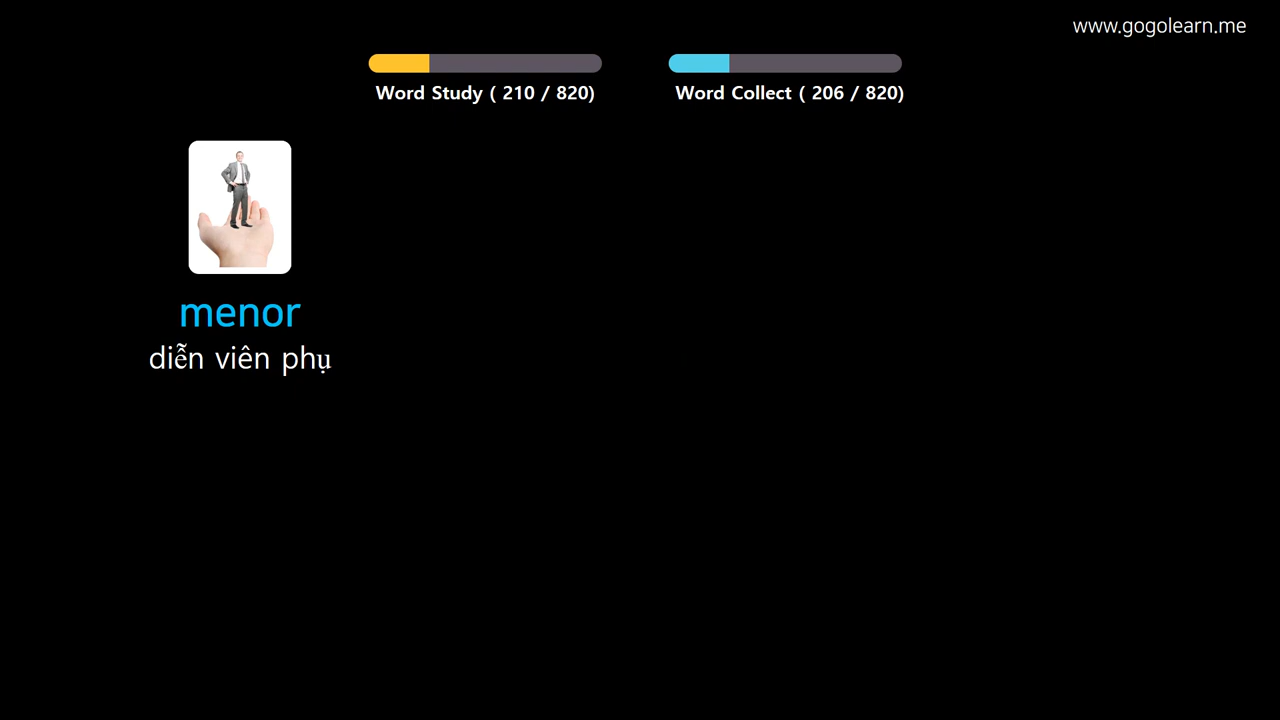 www.gogolearn.me
Word Study ( 210 / 820)
Word Collect ( 206 / 820)
menor
diễn viên phụ